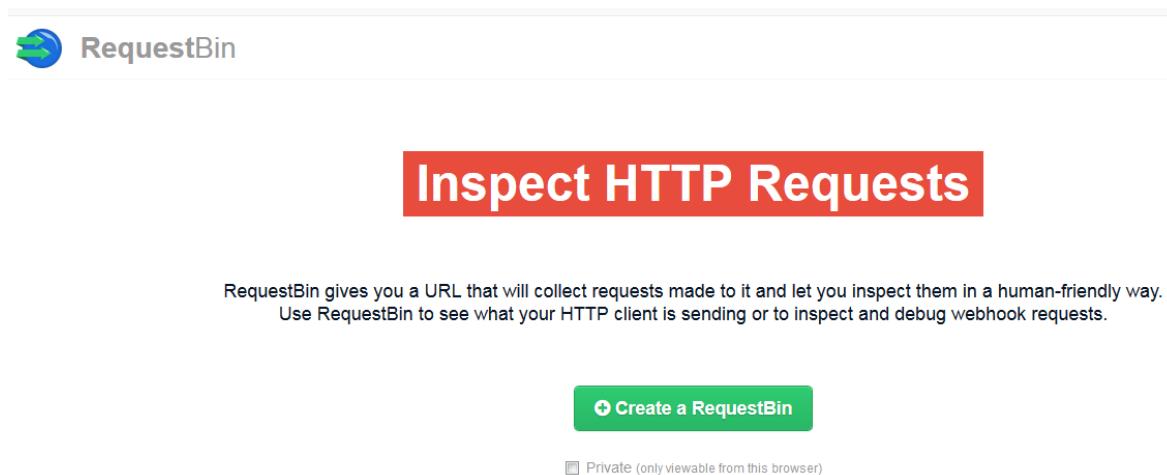 RequestBin
Inspect HTTP Requests
RequestBin gives you a URL that will collect requests made to it and let you inspect them in a human-friendly way.
Use RequestBin to see what your HTTP client is sending or to inspect and debug webhook requests.
Create a RequestBin
Private (only viewable from this browser)